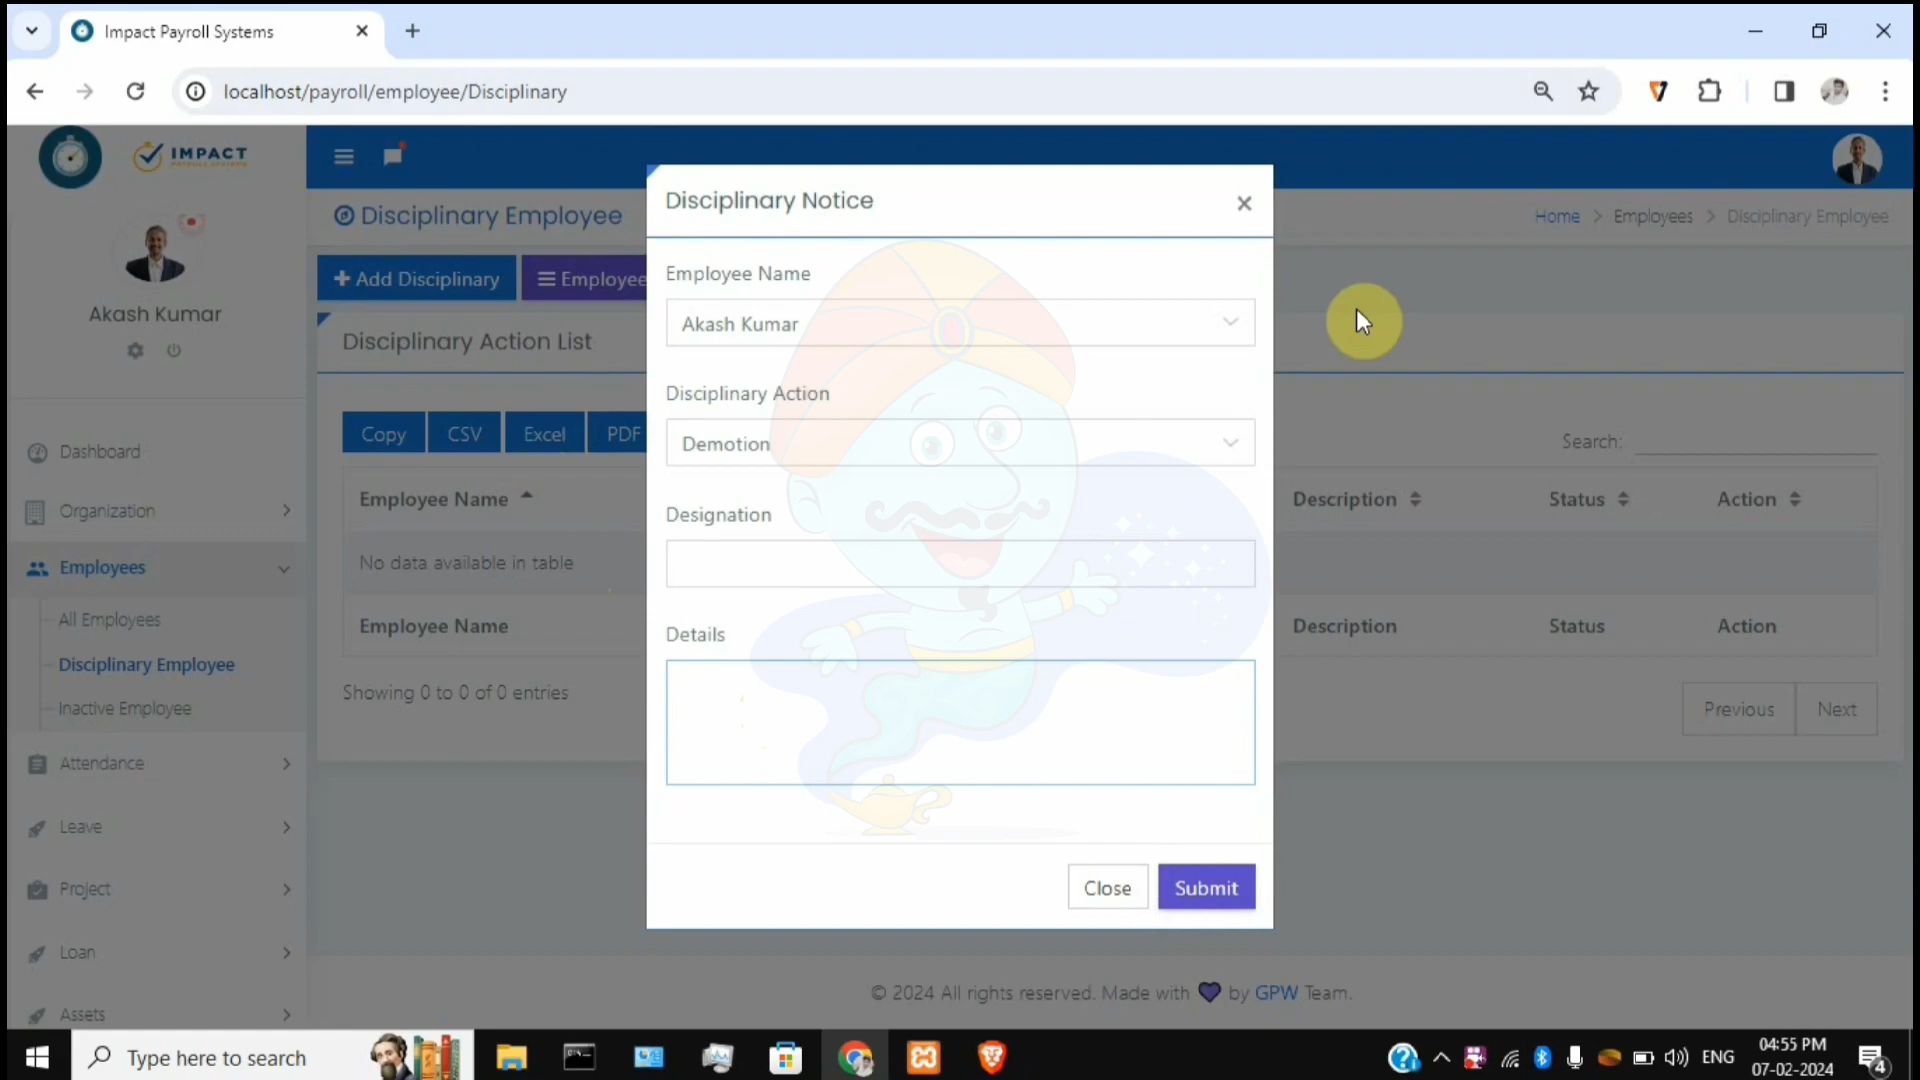 Impact Payroll Systems
localhost/payroll/employee/Disciplinary
IMPACT
Disciplinary Employee
Home > Employees > Disciplinary Employee
Akash Kumar
+ Add Disciplinary
Employee
Disciplinary Action List
Copy
CSV
Excel
PDF
Search:
Employee Name
Description
Status
Action
No data available in table
Employee Name
Description
Status
Action
Showing 0 to 0 of 0 entries
Previous
Next
Dashboard
Organization
Employees
All Employees
Disciplinary Employee
Inactive Employee
Attendance
Leave
Project
Loan
Assets
Disciplinary Notice
Employee Name
Akash Kumar
Disciplinary Action
Demotion
Designation
Details
Close
Submit
© 2024 All rights reserved. Made with by GPW Team.
Type here to search
ENG
04:55 PM
07-02-2024
4